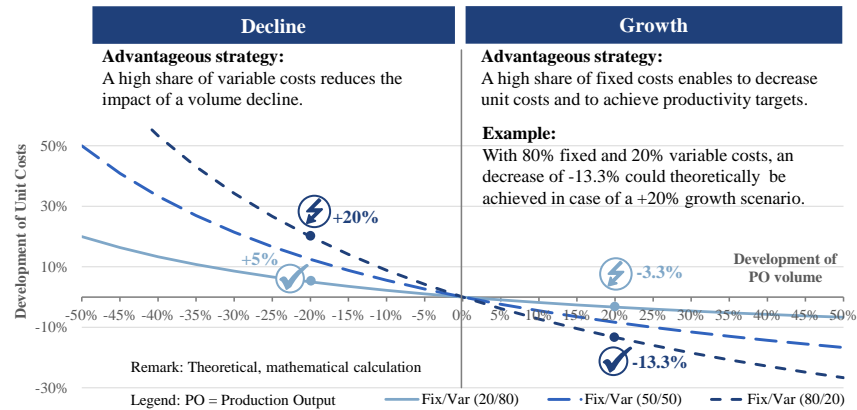 Decline
Growth
Advantageous strategy:
A high share of variable costs reduces the
impact of a volume decline.
Advantageous strategy:
A high share of fixed costs enables to decrease
unit costs and to achieve productivity targets.
Example:
With 80% fixed and 20% variable costs, an
decrease of -13.3% could theoretically be
achieved in case of a +20% growth scenario.
Development of Unit Costs
50%
30%
10%
-10%
-30%
+20%
+5%
-3.3%
-13.3%
Development of
PO volume
-50% -45% -40% -35% -30% -25% -20% -15% -10% -5% 0% 5% 10% 15% 20% 25% 30% 35% 40% 45% 50%
Remark: Theoretical, mathematical calculation
Legend: PO = Production Output
Fix/Var (20/80)
Fix/Var (50/50)
Fix/Var (80/20)